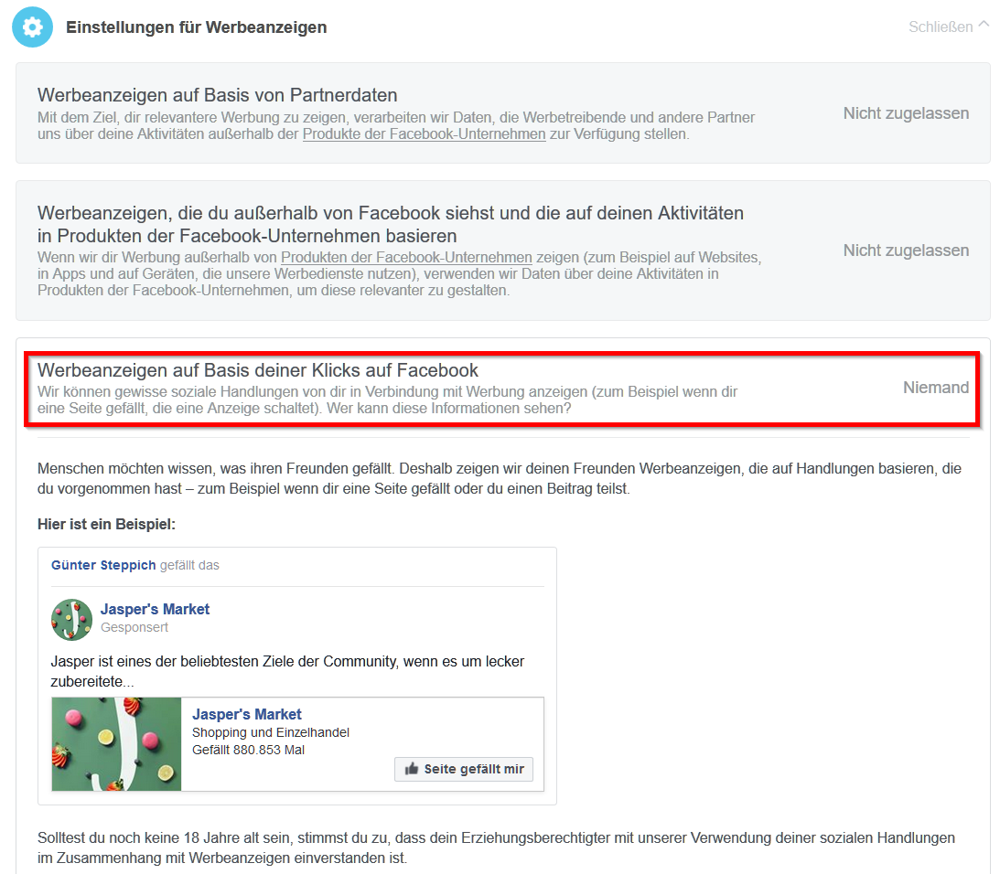 Einstellungen für Werbeanzeigen
Schließen
Werbeanzeigen auf Basis von Partnerdaten
Mit dem Ziel, dir relevantere Werbung zu zeigen, verarbeiten wir Daten, die Werbetreibende und andere Partner
uns über deine Aktivitäten außerhalb der Produkte der Facebook-Unternehmen zur Verfügung stellen.
Nicht zugelassen
Werbeanzeigen, die du außerhalb von Facebook siehst und die auf deinen Aktivitäten
in Produkten der Facebook-Unternehmen basieren
Wenn wir dir Werbung außerhalb von Produkten der Facebook-Unternehmen zeigen (zum Beispiel auf Websites,
in Apps und auf Geräten, die unsere Werbedienste nutzen), verwenden wir Daten über deine Aktivitäten in
Produkten der Facebook-Unternehmen, um diese relevanter zu gestalten.
Nicht zugelassen
Werbeanzeigen auf Basis deiner Klicks auf Facebook
Wir können gewisse soziale Handlungen von dir in Verbindung mit Werbung anzeigen (zum Beispiel wenn dir
eine Seite gefällt, die eine Anzeige schaltet). Wer kann diese Informationen sehen?
Niemand
Menschen möchten wissen, was ihren Freunden gefällt. Deshalb zeigen wir deinen Freunden Werbeanzeigen, die auf Handlungen basieren, die
du vorgenommen hast – zum Beispiel wenn dir eine Seite gefällt oder du einen Beitrag teilst.
Hier ist ein Beispiel:
Günter Steppich gefällt das
Jasper's Market
Gesponsert
Jasper ist eines der beliebtesten Ziele der Community, wenn es um lecker
zubereitete...
Jasper's Market
Shopping und Einzelhandel
Gefällt 880.853 Mal
Seite gefällt mir
Solltest du noch keine 18 Jahre alt sein, stimmst du zu, dass dein Erziehungsberechtigter mit unserer Verwendung deiner sozialen Handlungen
im Zusammenhang mit Werbeanzeigen einverstanden ist.